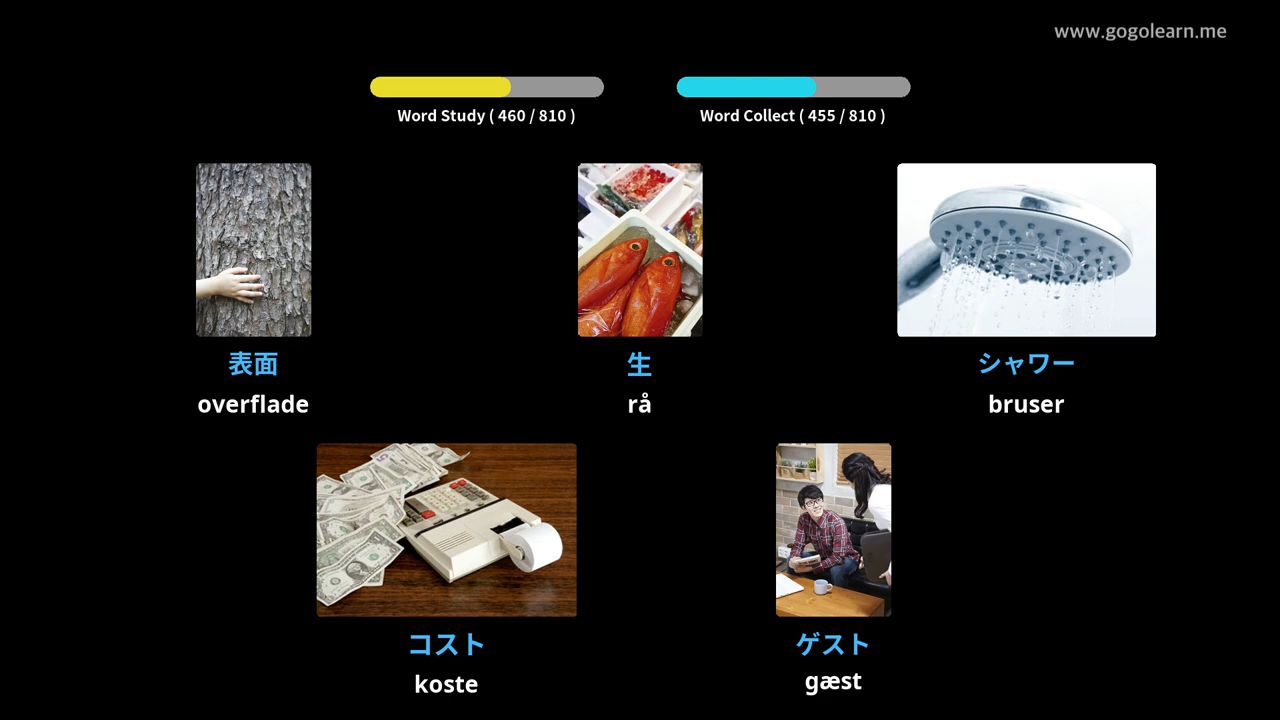 www.gogolearn.me
Word Study ( 460 / 810 )
Word Collect ( 455 / 810 )
表面
生
シャワー
overflade
rå
bruser
コスト
ゲスト
koste
gæst